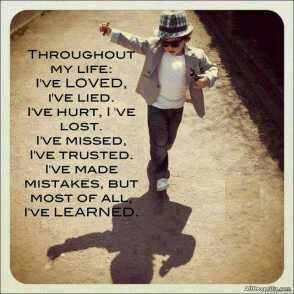 THROUGHOUT
MY LIFE:
I'VE LOVED,
I'VE LIED.
I'VE HURT, I 'VE
LOST.
I'VE MISSED,
I'VE TRUSTED.
I'VE MADE
MISTAKES, BUT
MOST OF ALL,
I'VE LEARNED.